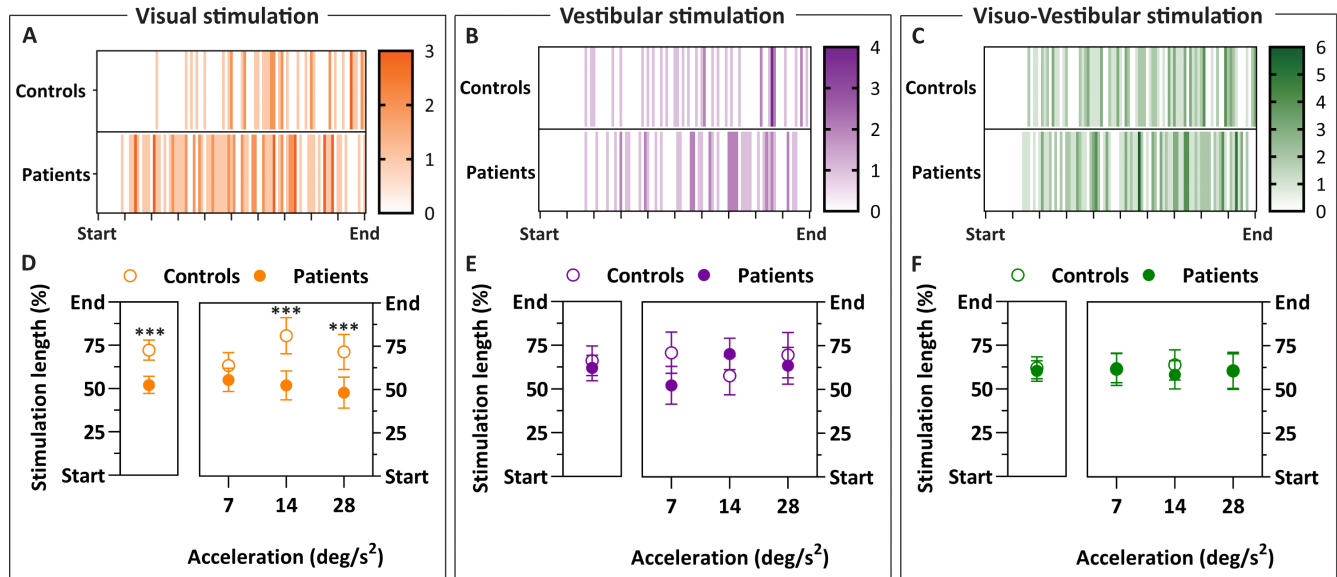 Visual stimulation
A
Controls
Patients
3
2
1
0
Start
End
D
Controls
Patients
Stimulation length (%)
End
75
50
25
Start
***
***
***
End
75
50
25
Start
7
14
28
Acceleration (deg/s²)
Vestibular stimulation
B
Controls
Patients
4
3
2
1
0
Start
End
E
Controls
Patients
Stimulation length (%)
End
75
50
25
Start
End
75
50
25
Start
7
14
28
Acceleration (deg/s²)
Visuo-Vestibular stimulation
C
Controls
Patients
6
5
4
3
2
1
0
Start
End
F
Controls
Patients
Stimulation length (%)
End
75
50
25
Start
End
75
50
25
Start
7
14
28
Acceleration (deg/s²)